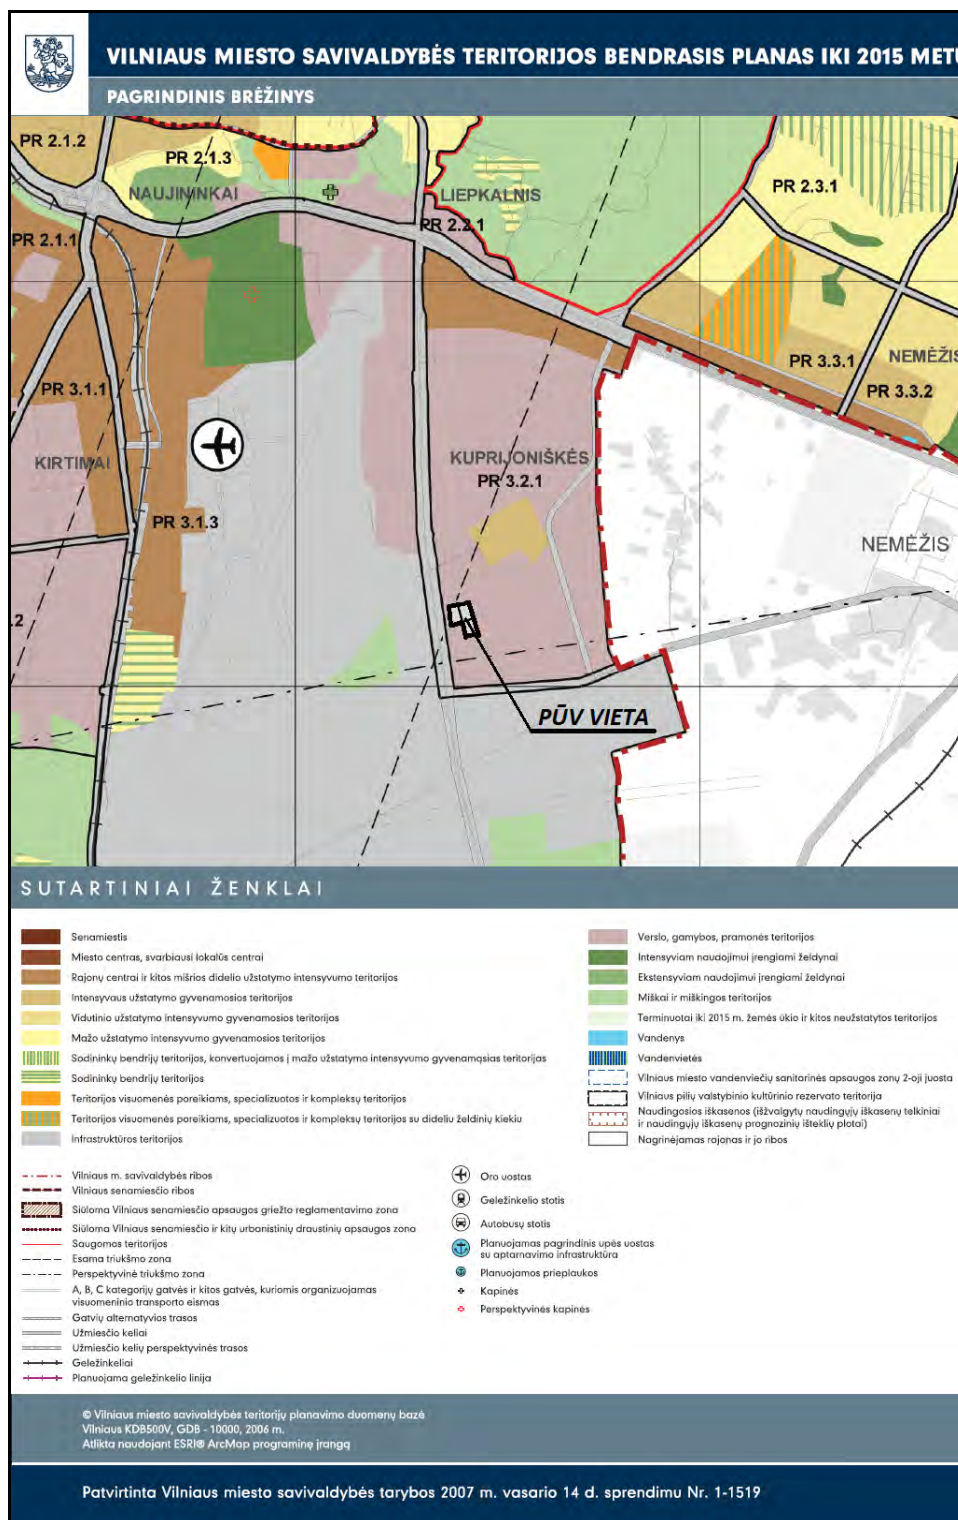 VILNIAUS MIESTO SAVIVALDYBĖS TERITORIJOS BENDRASIS PLANAS IKI 2015 METŲ
PAGRINDINIS BRĖŽINYS
PR 2.1.2
PR 2.1.3
NAUJININKAI
LIEPKALNIS
PR 2.3.1
PR 2.1.1
PR 2.2.1
PR 3.3.1
NEMĖŽIS
PR 3.1.1
PR 3.3.2
KIRTIMAI
KUPRIJONIŠKĖS
PR 3.2.1
PR 3.1.3
NEMĖŽIS
.2
PŪV VIETA
SUTARTINIAI ŽENKLAI
Senamiestis
Miesto centras, svarbiausi lokalūs centrai
Rajonų centrai ir kitos mišrios didelio užstatymo intensyvumo teritorijos
Intensyvaus užstatymo gyvenamosios teritorijos
Vidutinio užstatymo intensyvumo gyvenamosios teritorijos
Mažo užstatymo intensyvumo gyvenamosios teritorijos
Sodininkų bendrijų teritorijos, konvertuojamos į mažo užstatymo intensyvumo gyvenamąsias teritorijas
Sodininkų bendrijų teritorijos
Teritorijos visuomenės poreikiams, specializuotos ir kompleksų teritorijos
Teritorijos visuomenės poreikiams, specializuotos ir kompleksų teritorijos su dideliu želdinių kiekiu
Infrastruktūros teritorijos
Verslo, gamybos, pramonės teritorijos
Intensyviam naudojimui įrengiami želdynai
Ekstensyviam naudojimui įrengiami želdynai
Miškai ir miškingos teritorijos
Terminuotai iki 2015 m. žemės ūkio ir kitos neužstatytos teritorijos
Vandenys
Vandenvietės
Vilniaus miesto vandenviečių sanitarinės apsaugos zonų 2-oji juosta
Vilniaus pilių valstybinio kultūrinio rezervato teritorija
Naudingosios iškasenos (išžvalgytų naudingųjų iškasenų telkiniai
ir naudingųjų iškasenų prognozinių išteklių plotai)
Nagrinėjamas rajonas ir jo ribos
Vilniaus m. savivaldybės ribos
Vilniaus senamiesčio ribos
Siūloma Vilniaus senamiesčio apsaugos griežto reglamentavimo zona
Siūloma Vilniaus senamiesčio ir kitų urbanistinių draustinių apsaugos zona
Saugomos teritorijos
Esama triukšmo zona
Perspektyvinė triukšmo zona
A, B, C kategorijų gatvės ir kitos gatvės, kuriomis organizuojamas
visuomeninio transporto eismas
Gatvių alternatyvios trasos
Užmiesčio keliai
Užmiesčio kelių perspektyvinės trasos
Geležinkeliai
Planuojama geležinkelio linija
Oro uostas
Geležinkelio stotis
Autobusų stotis
Planuojamas pagrindinis upės uostas
su aptarnavimo infrastruktūra
Planuojamos prieplaukos
Kapinės
Perspektyvinės kapinės
© Vilniaus miesto savivaldybės teritorijų planavimo duomenų bazė
Vilniaus KDB500V, GDB - 10000, 2006 m.
Atlikta naudojant ESRI® ArcMap programinę įrangą
Patvirtinta Vilniaus miesto savivaldybės tarybos 2007 m. vasario 14 d. sprendimu Nr. 1-1519